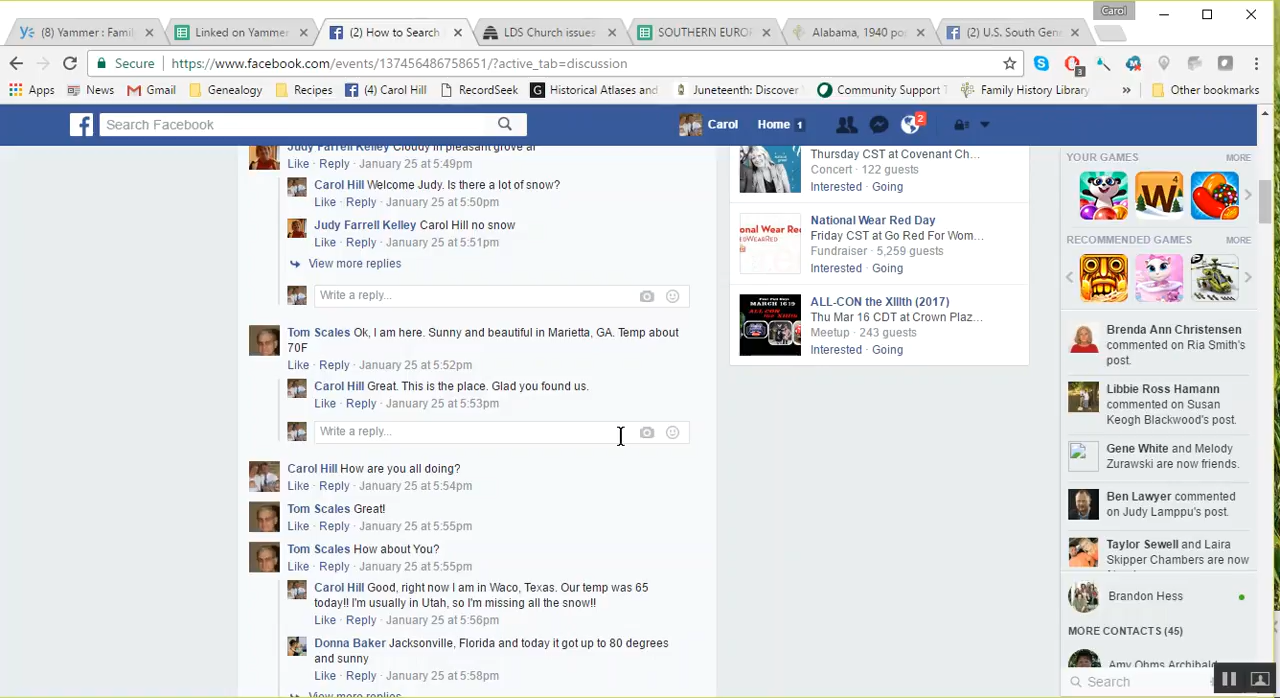 Carol
(8) Yammer : Famil
Linked on Yammer
(2) How to Search
LDS Church issues
SOUTHERN EUROP
Alabama, 1940 po
(2) U.S. South Gen
Secure
https://www.facebook.com/events/137456486758651/?active_tab=discussion
3
Apps
News
Gmail
Genealogy
Recipes
(4) Carol Hill
RecordSeek
Historical Atlases and
Juneteenth: Discover
Community Support T
Family History Library
»
Other bookmarks
Search Facebook
Carol
Home 1
2
Judy Farrell Kelley Cloudy in pleasant grove al
Like · Reply · January 25 at 5:49pm
Carol Hill Welcome Judy. Is there a lot of snow?
Like · Reply · January 25 at 5:50pm
Judy Farrell Kelley Carol Hill no snow
Like · Reply · January 25 at 5:51pm
View more replies
Write a reply...
Tom Scales Ok, I am here. Sunny and beautiful in Marietta, GA. Temp about
70F
Like · Reply · January 25 at 5:52pm
Carol Hill Great. This is the place. Glad you found us.
Like · Reply · January 25 at 5:53pm
Write a reply...
Carol Hill How are you all doing?
Like · Reply · January 25 at 5:54pm
Tom Scales Great!
Like · Reply · January 25 at 5:55pm
Tom Scales How about You?
Like · Reply · January 25 at 5:55pm
Carol Hill Good, right now I am in Waco, Texas. Our temp was 65
today!! I'm usually in Utah, so I'm missing all the snow!!
Like · Reply · January 25 at 5:56pm
Donna Baker Jacksonville, Florida and today it got up to 80 degrees
and sunny
Like · Reply · January 25 at 5:58pm
View more replies
Thursday CST at Covenant Ch...
Concert · 122 guests
Interested · Going
National Wear Red Day
Friday CST at Go Red For Wom...
Fundraiser · 5,259 guests
Interested · Going
ALL-CON the XIIIth (2017)
Thu Mar 16 CDT at Crown Plaz...
Meetup · 243 guests
Interested · Going
YOUR GAMES
MORE
RECOMMENDED GAMES
MORE
Brenda Ann Christensen
commented on Ria Smith's
post.
Libbie Ross Hamann
commented on Susan
Keogh Blackwood's post.
Gene White and Melody
Zurawski are now friends.
Ben Lawyer commented
on Judy Lamppu's post.
Taylor Sewell and Laira
Skipper Chambers are now
Brandon Hess
MORE CONTACTS (45)
Amy Ohms Archibald
Search